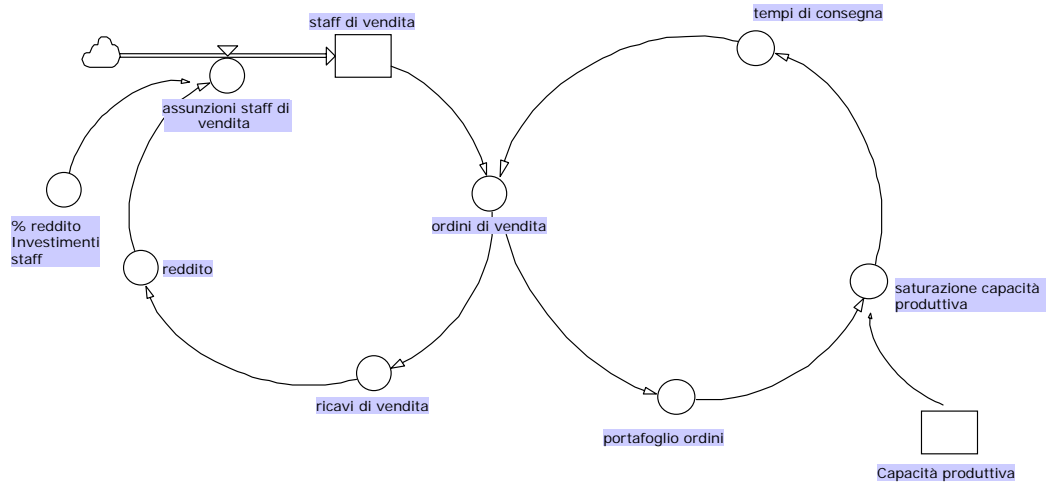 tempi di consegna
staff di vendita
assunzioni staff di
vendita
% reddito
Investimenti
staff
ordini di vendita
reddito
saturazione capacità
produttiva
ricavi di vendita
portafoglio ordini
Capacità produttiva